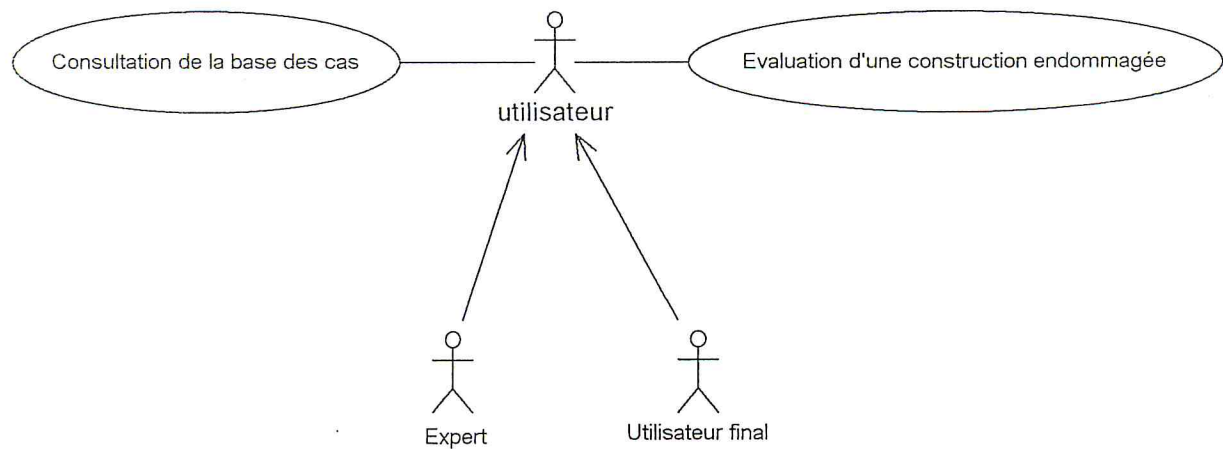 Consultation de la base des cas
Evaluation d'une construction endommagée
utilisateur
Expert
Utilisateur final